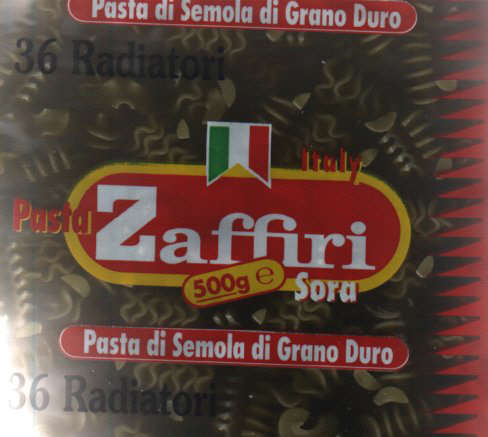 Pasta di Semola di Grano Duro
36 Radiatori
Italy
Pasta Zaffiri
500g e
Sora
Pasta di Semola di Grano Duro
36 Radiatori